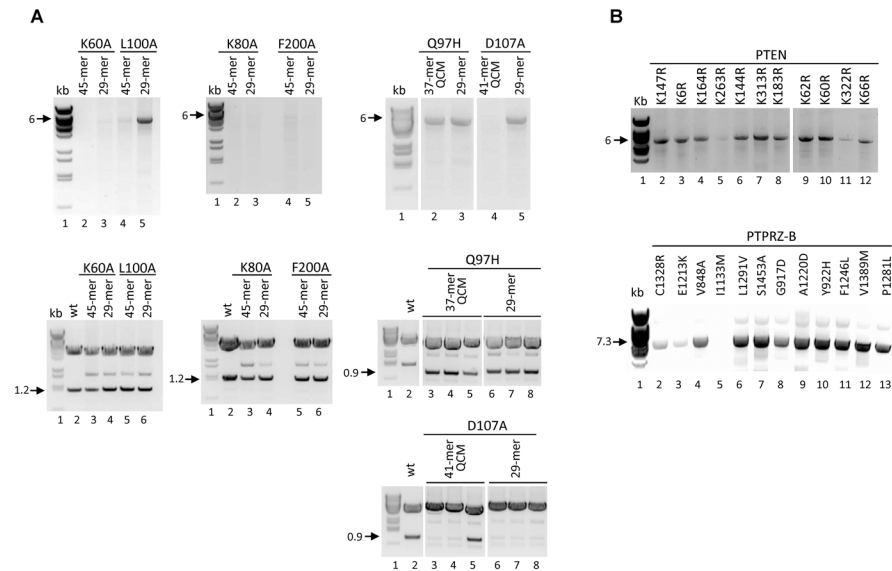 A
K60A L100A
kb 45-mer 29-mer 45-mer 29-mer
6
1 2 3 4 5
K80A F200A
kb 45-mer 29-mer 45-mer 29-mer
6
1 2 3 4 5
Q97H D107A
kb 37-mer QCM 29-mer 41-mer QCM 29-mer
6
1 2 3 4 5
K60A L100A
kb wt 45-mer 29-mer 45-mer 29-mer
1.2
1 2 3 4 5 6
K80A F200A
kb wt 45-mer 29-mer 45-mer 29-mer
1.2
1 2 3 4 5 6
Q97H
kb wt 37-mer QCM 29-mer
0.9
1 2 3 4 5 6 7 8
D107A
kb wt 41-mer QCM 29-mer
0.9
1 2 3 4 5 6 7 8
B
PTEN
Kb K147R K6R K164R K263R K144R K313R K183R K62R K60R K322R K66R
6
1 2 3 4 5 6 7 8 9 10 11 12
PTPRZ-B
kb C1328R E1213K V848A I1133M L1291V S1453A G917D A1220D Y922H F1246L V1389M P1281L
7.3
1 2 3 4 5 6 7 8 9 10 11 12 13